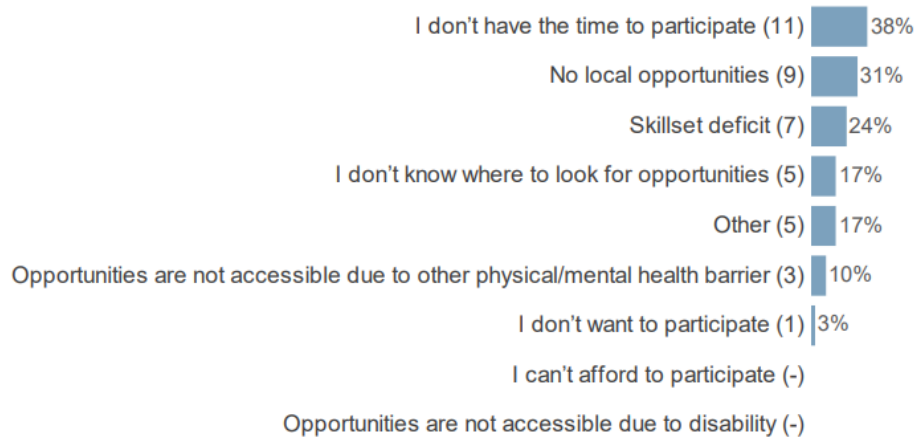 I don’t have the time to participate (11) 38%
No local opportunities (9) 31%
Skillset deficit (7) 24%
I don’t know where to look for opportunities (5) 17%
Other (5) 17%
Opportunities are not accessible due to other physical/mental health barrier (3) 10%
I don’t want to participate (1) 3%
I can’t afford to participate (-)
Opportunities are not accessible due to disability (-)